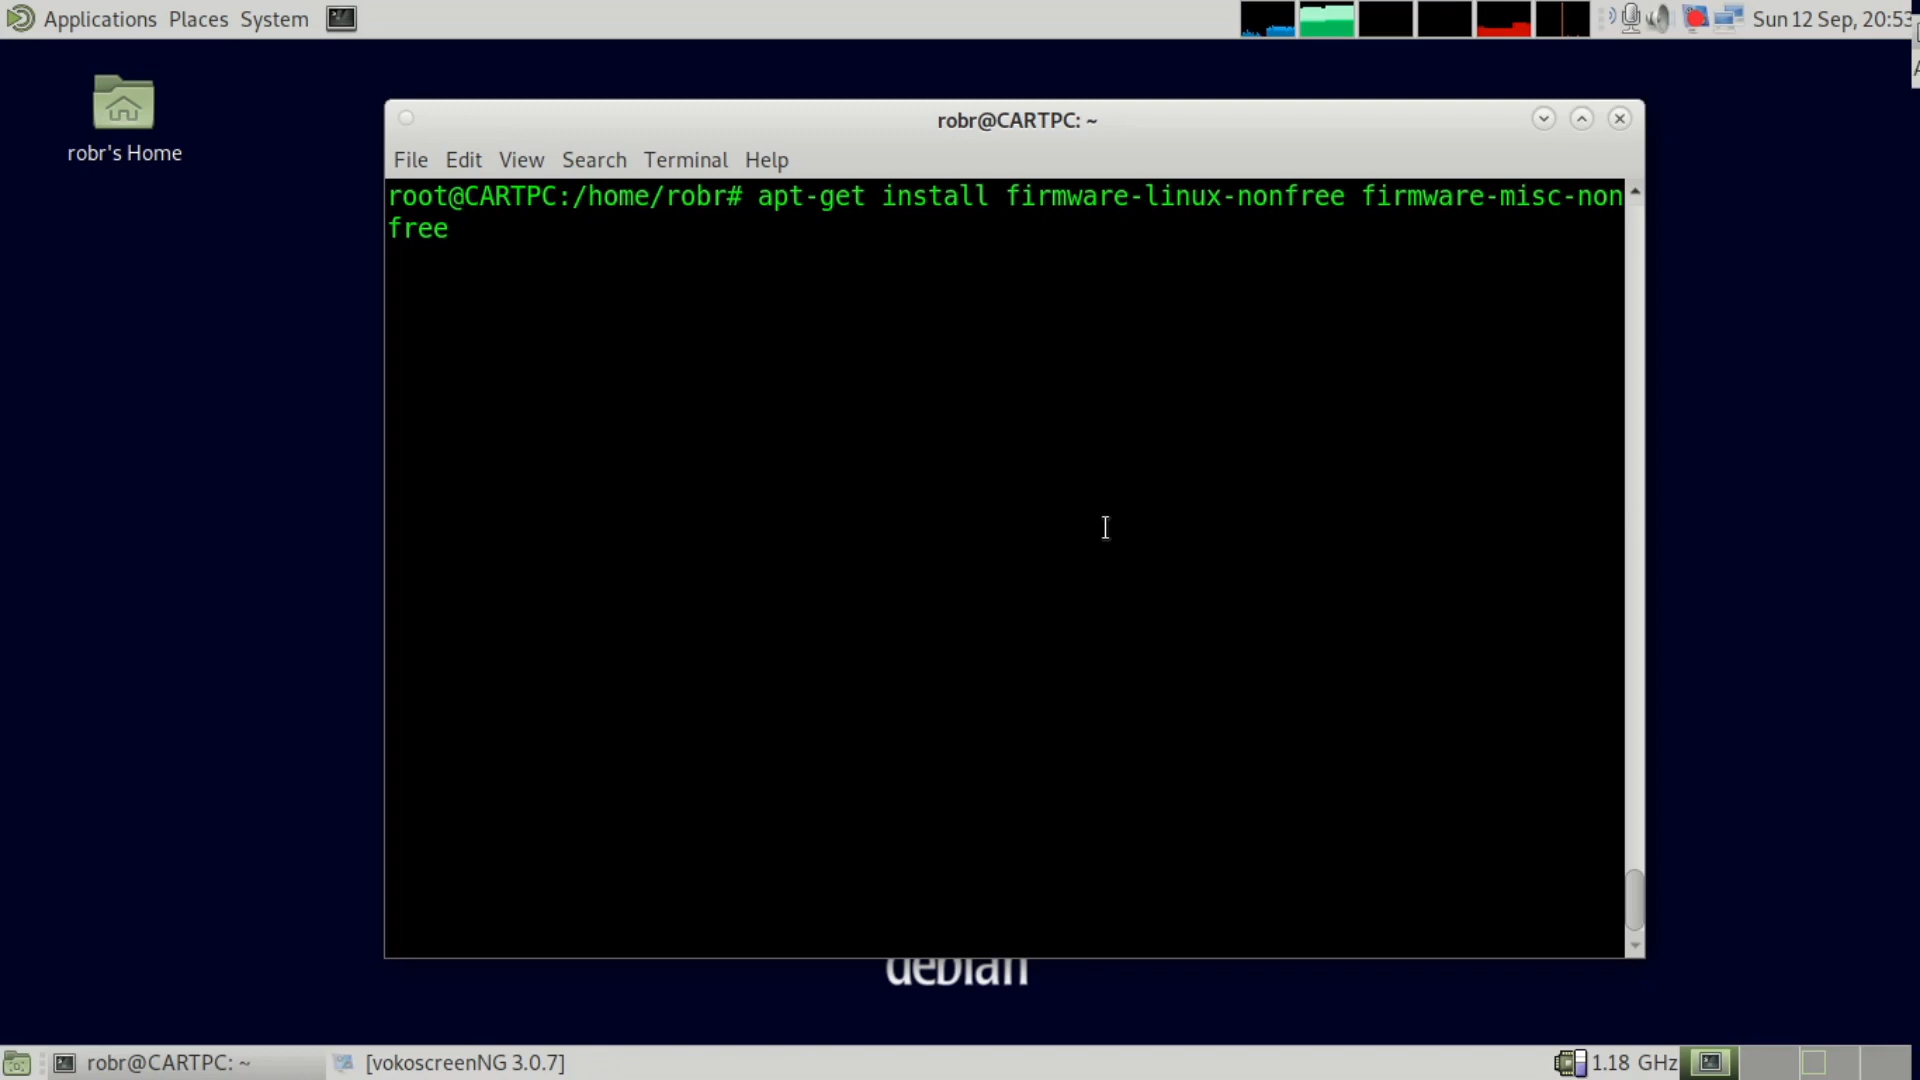 Applications Places System
Sun 12 Sep, 20:53
robr's Home
robr@CARTPC: ~
File Edit View Search Terminal Help
root@CARTPC:/home/robr# apt-get install firmware-linux-nonfree firmware-misc-non
free
debian
robr@CARTPC: ~
[vokoscreenNG 3.0.7]
1.18 GHz